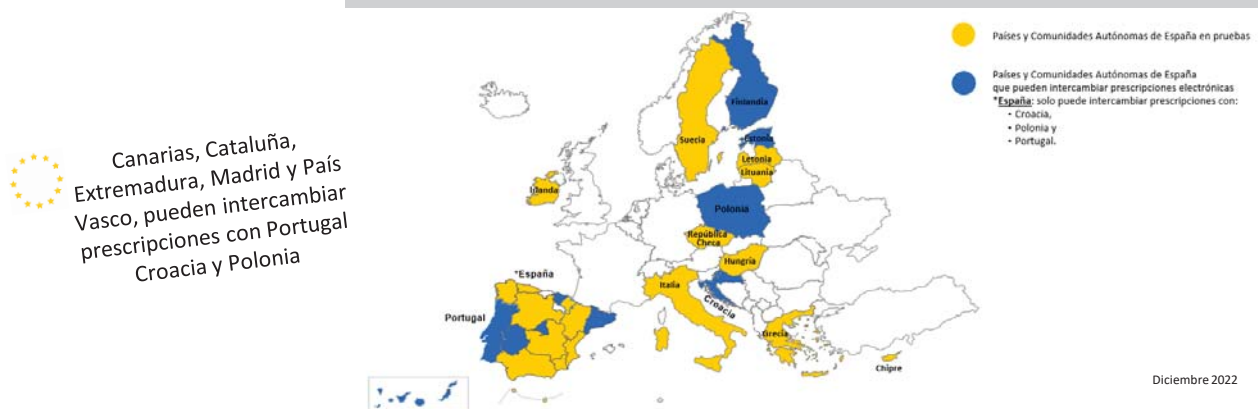 Canarias, Cataluña,
Extremadura, Madrid y País
Vasco, pueden intercambiar
prescripciones con Portugal
Croacia y Polonia
Países y Comunidades Autónomas de España en pruebas
Países y Comunidades Autónomas de España
que pueden intercambiar prescripciones electrónicas
*España: solo puede intercambiar prescripciones con:
- Croacia,
- Polonia y
- Portugal.
Finlandia
Suecia
Estonia
Letonia
Lituania
Irlanda
Polonia
República
Checa
Hungría
*España
Italia
Croacia
Portugal
Grecia
Chipre
Diciembre 2022